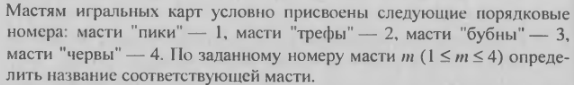 Мастям игральных карт условно присвоены следующие порядковые
номера: масти "пики" — 1, масти "трефы" — 2, масти "бубны" — 3,
масти "червы" — 4. По заданному номеру масти m (1 ≤ m ≤ 4) опреде-
лить название соответствующей масти.